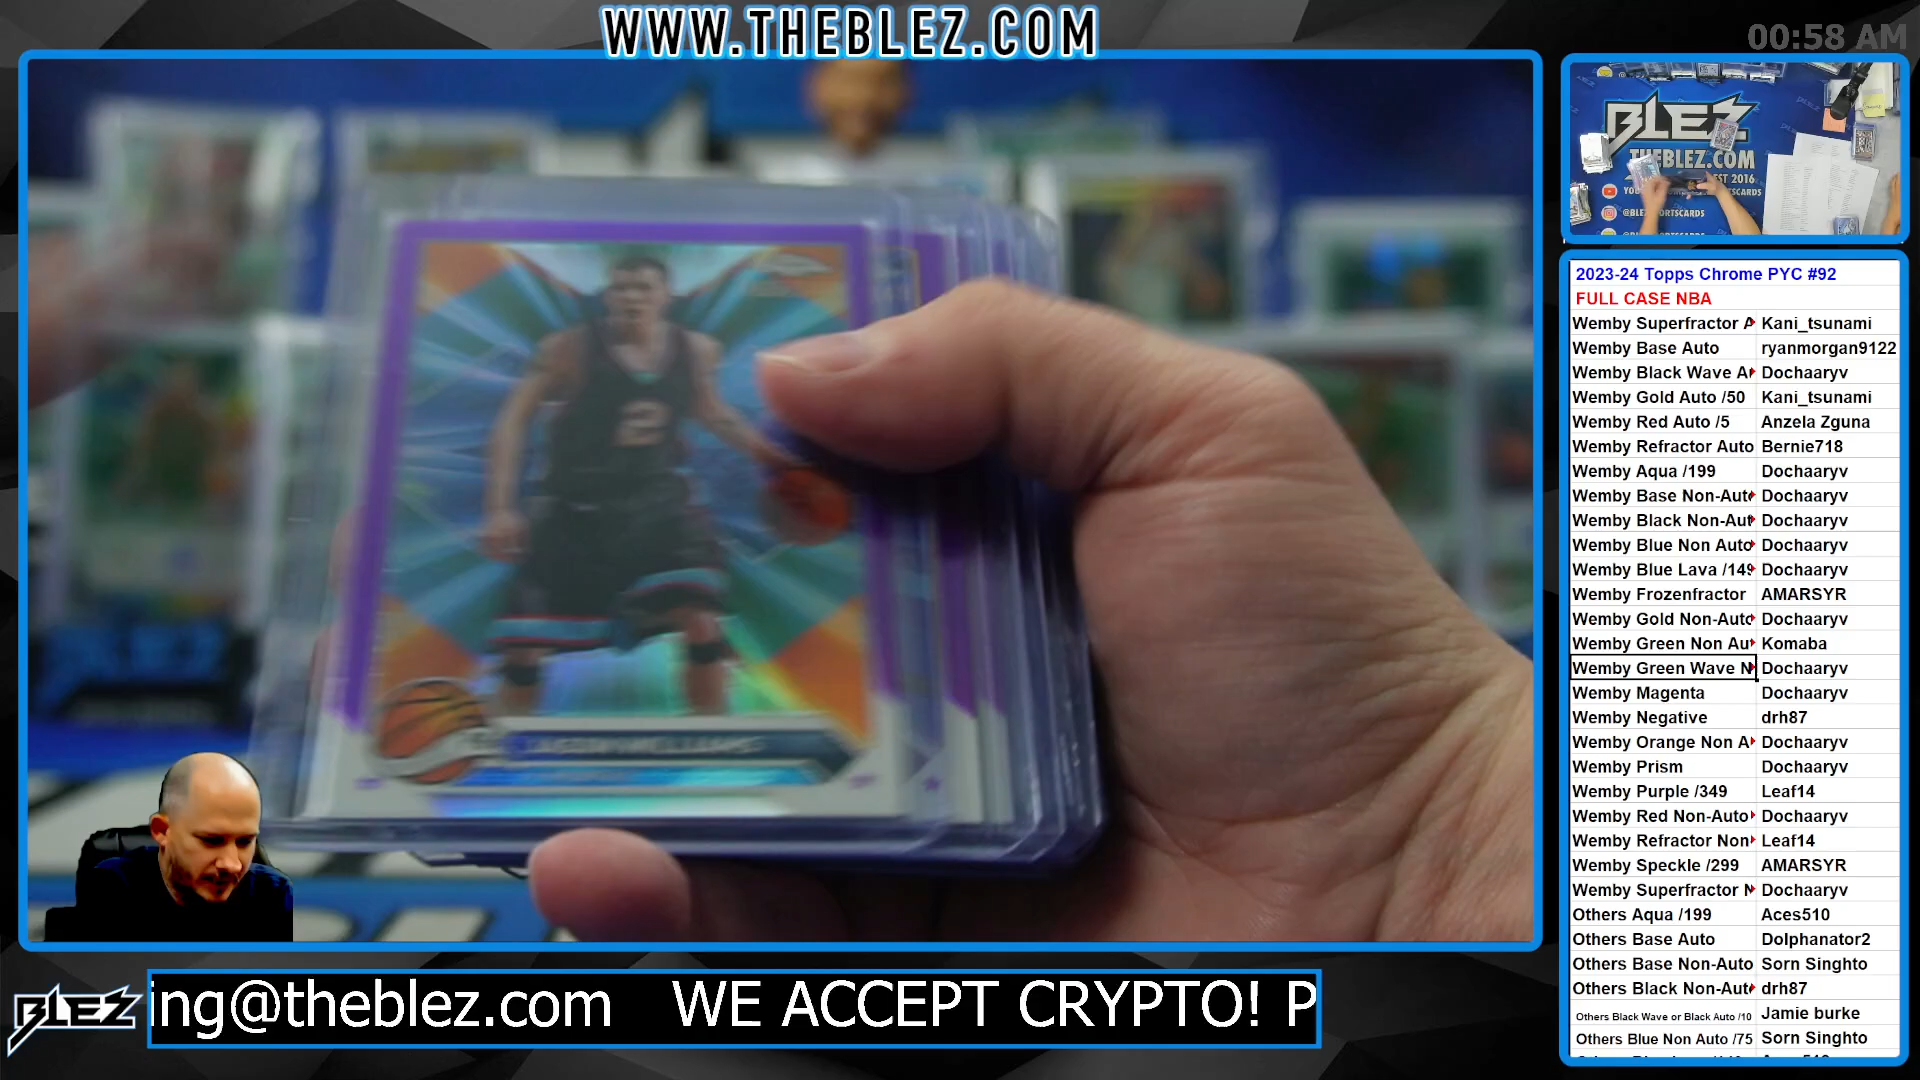 WWW.THEBLEZ.COM
00:58 AM
BLEZ
THEBLEZ.COM
EST 2016
2
JASON WILLIAMS
2023-24 Topps Chrome PYC #92
FULL CASE NBA
Wemby Superfractor A Kani_tsunami
Wemby Base Auto ryanmorgan9122
Wemby Black Wave A Dochaaryv
Wemby Gold Auto /50 Kani_tsunami
Wemby Red Auto /5 Anzela Zguna
Wemby Refractor Auto Bernie718
Wemby Aqua /199 Dochaaryv
Wemby Base Non-Auto Dochaaryv
Wemby Black Non-Aut Dochaaryv
Wemby Blue Non Auto Dochaaryv
Wemby Blue Lava /149 Dochaaryv
Wemby Frozenfractor AMARSYR
Wemby Gold Non-Auto Dochaaryv
Wemby Green Non Au Komaba
Wemby Green Wave N Dochaaryv
Wemby Magenta Dochaaryv
Wemby Negative drh87
Wemby Orange Non A Dochaaryv
Wemby Prism Dochaaryv
Wemby Purple /349 Leaf14
Wemby Red Non-Auto Dochaaryv
Wemby Refractor Non Leaf14
Wemby Speckle /299 AMARSYR
Wemby Superfractor N Dochaaryv
Others Aqua /199 Aces510
Others Base Auto Dolphanator2
Others Base Non-Auto Sorn Singhto
Others Black Non-Aut drh87
Others Black Wave or Black Auto /10 Jamie burke
Others Blue Non Auto /75 Sorn Singhto
BLEZ
ing@theblez.com WE ACCEPT CRYPTO! P